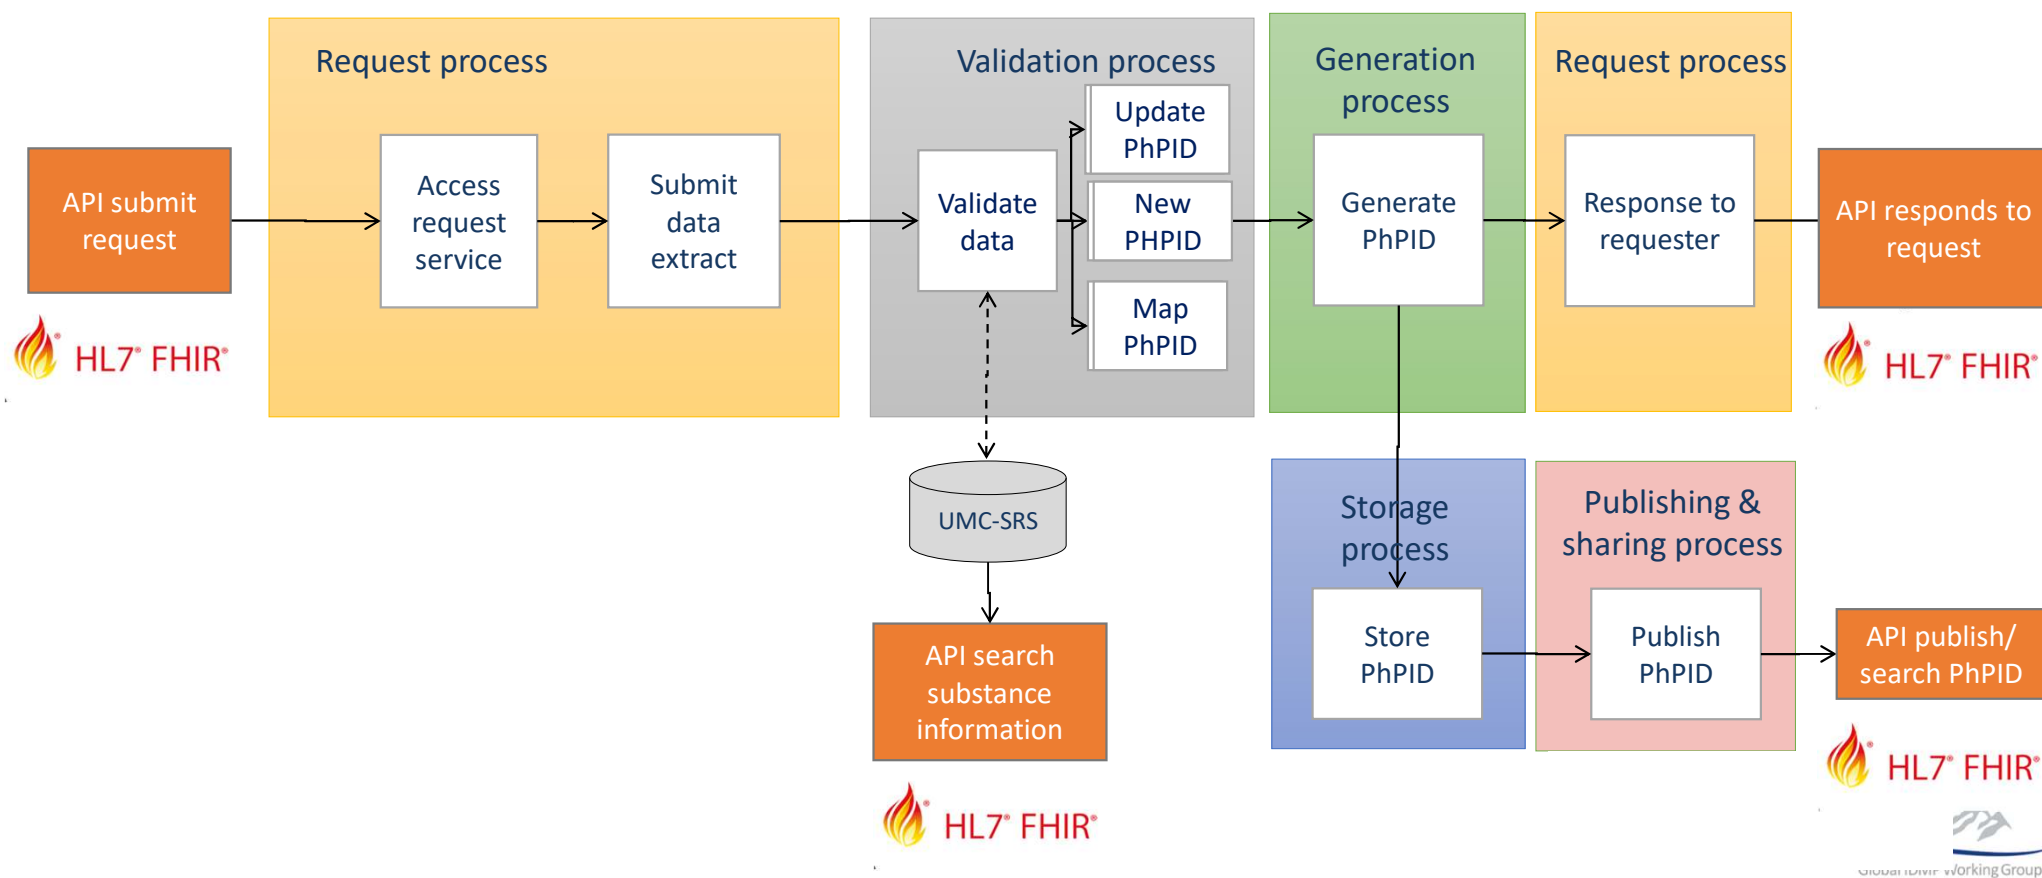 Request process
Validation process
Generation
process
Request process
API submit
request
Access
request
service
Submit
data
extract
Validate
data
Update
PhPID
New
PHPID
Map
PhPID
Generate
PhPID
Response to
requester
API responds to
request
HL7® FHIR®
HL7® FHIR®
UMC-SRS
API search
substance
information
HL7® FHIR®
Storage
process
Store
PhPID
Publishing &
sharing process
Publish
PhPID
API publish/
search PhPID
HL7® FHIR®
Global IDMP Working Group